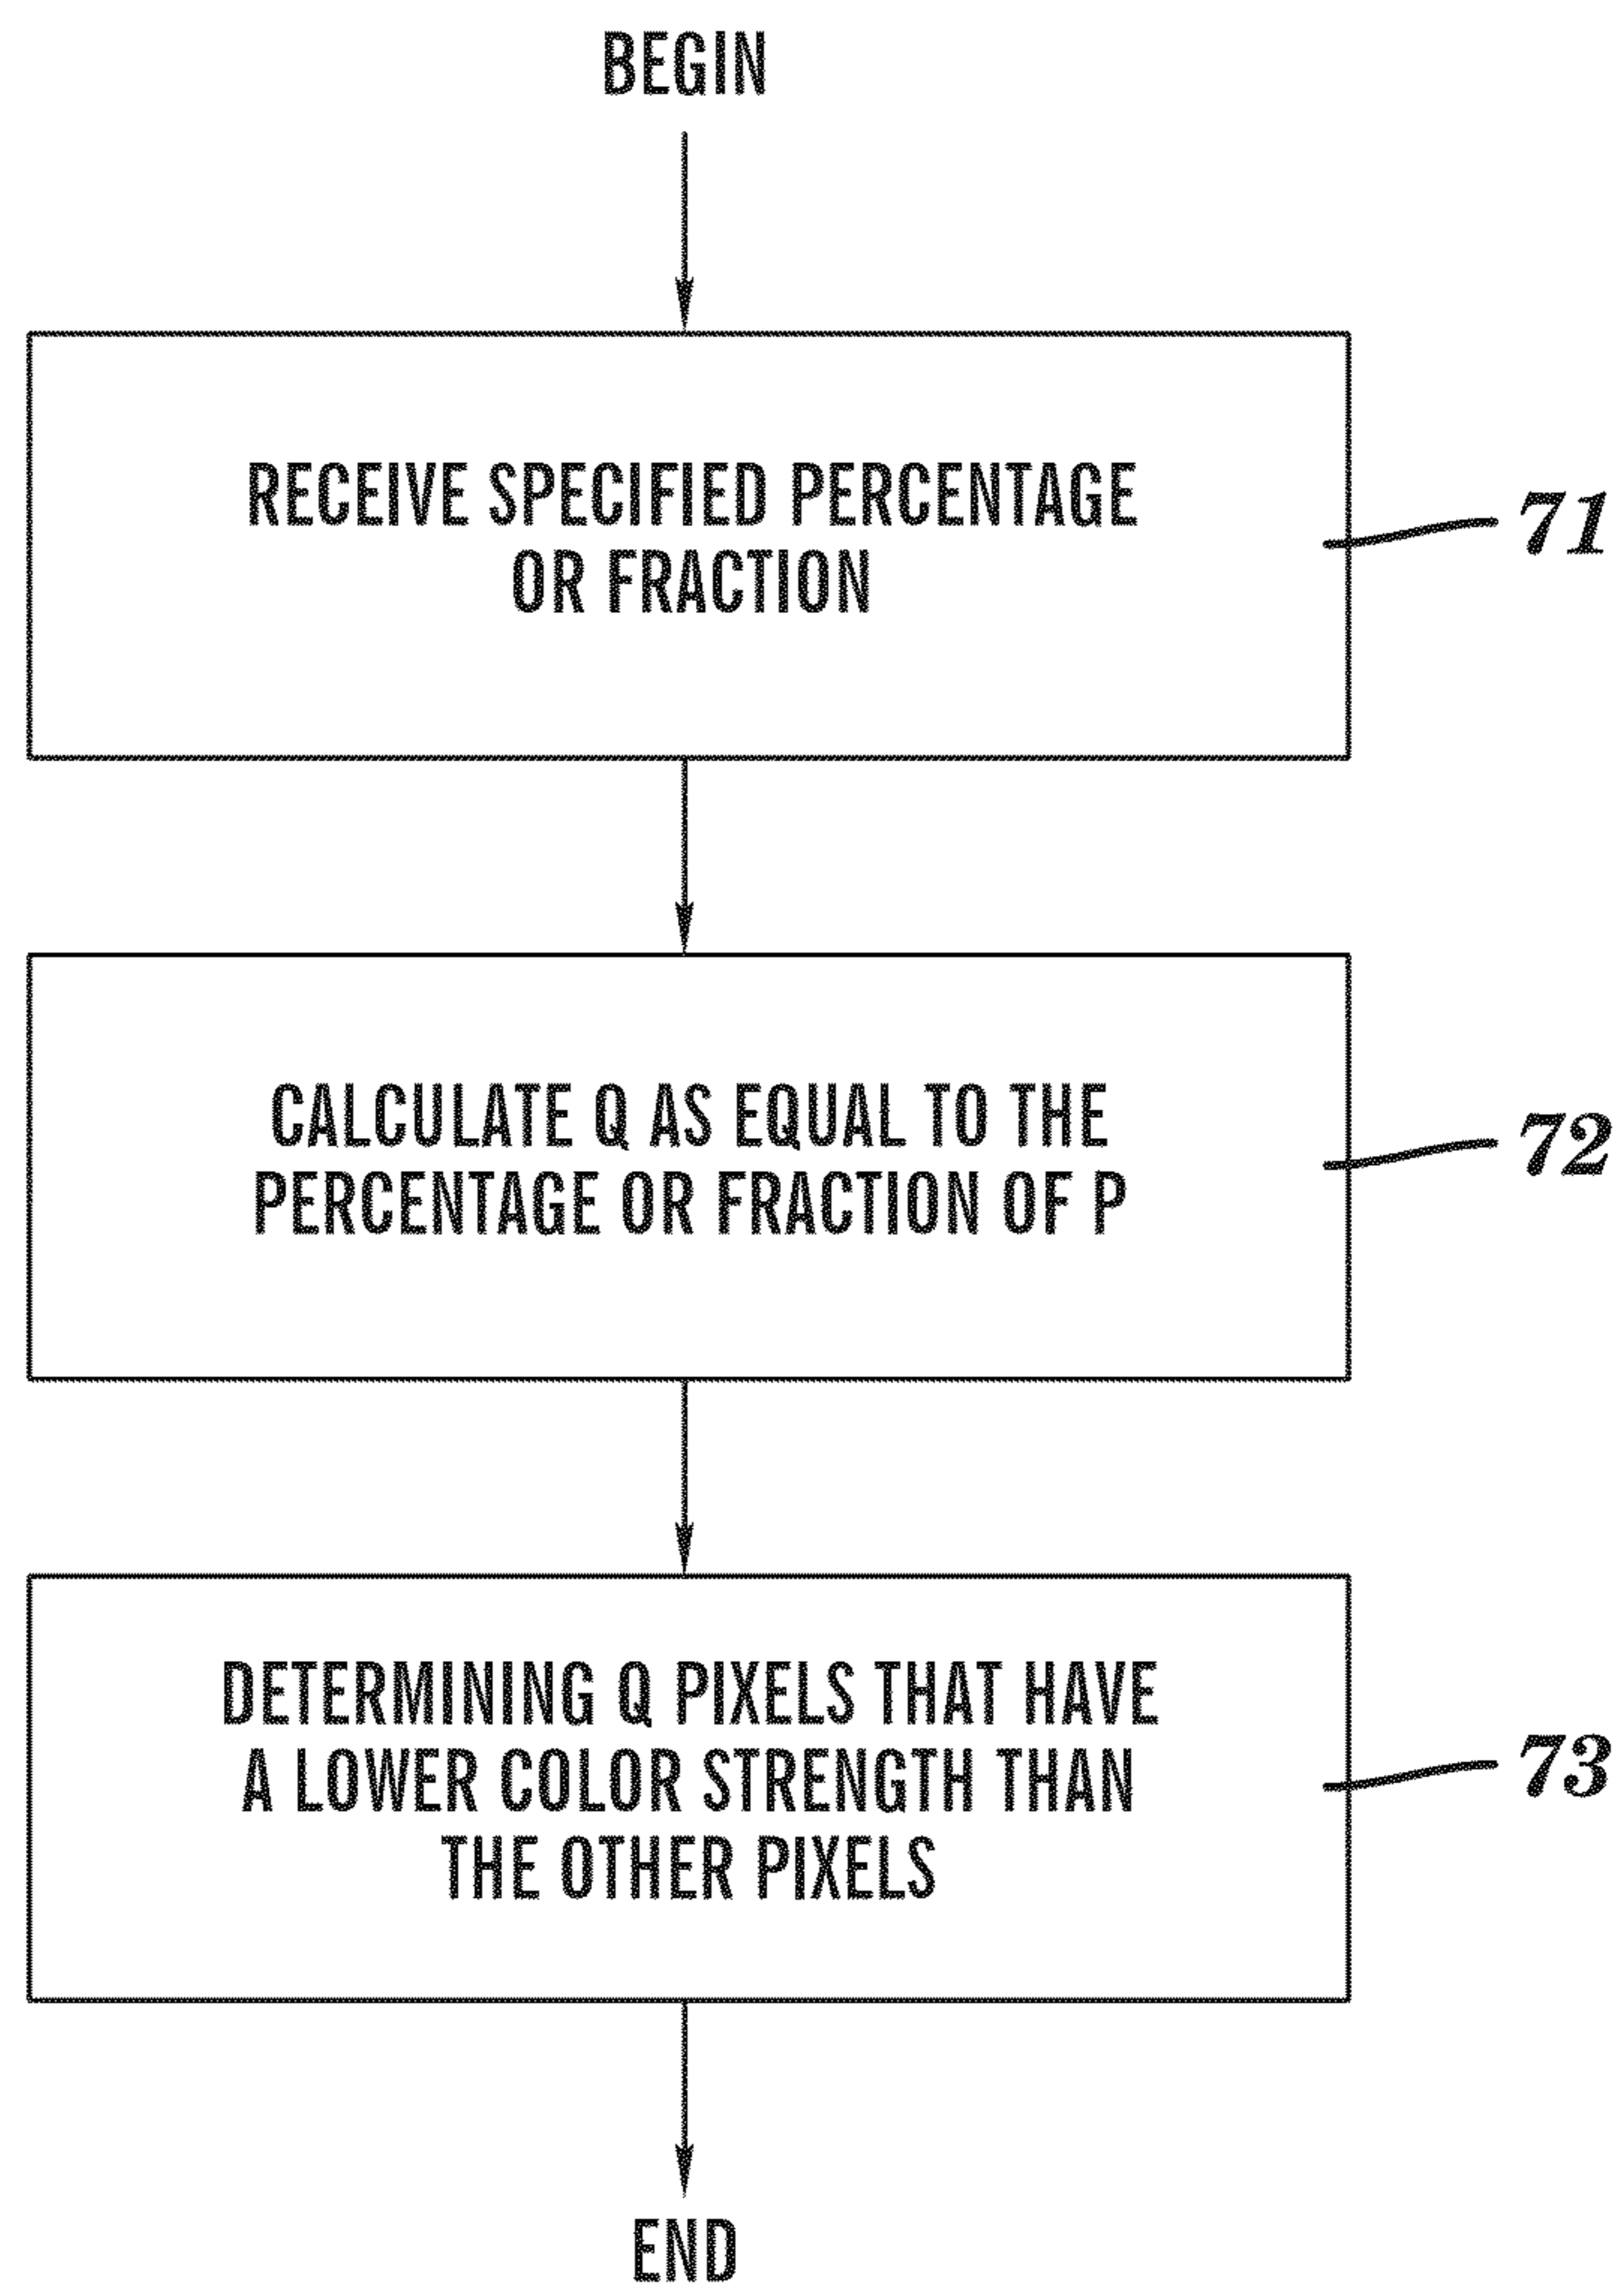 BEGIN
RECEIVE SPECIFIED PERCENTAGE
OR FRACTION
71
CALCULATE Q AS EQUAL TO THE
PERCENTAGE OR FRACTION OF P
72
DETERMINING Q PIXELS THAT HAVE
A LOWER COLOR STRENGTH THAN
THE OTHER PIXELS
73
END